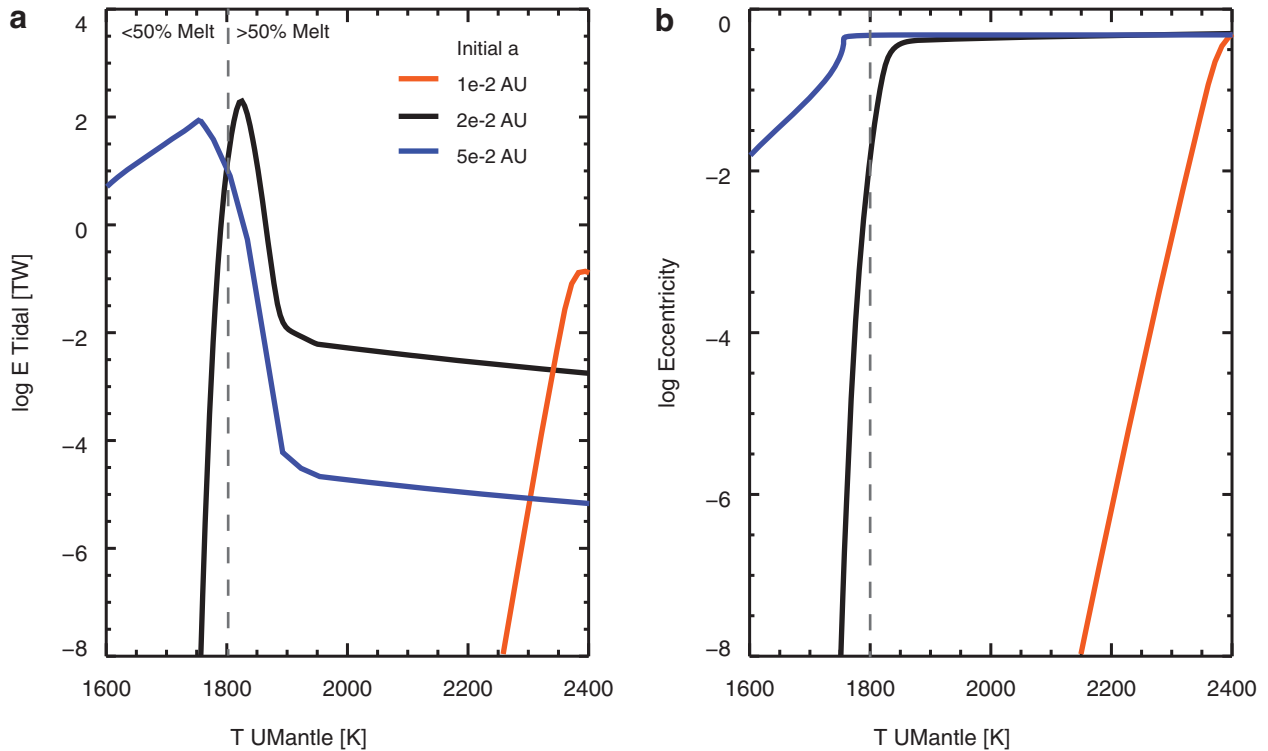 a
<50% Melt
>50% Melt
Initial a
1e-2 AU
2e-2 AU
5e-2 AU
4
2
0
−2
−4
−6
−8
log E Tidal [TW]
1600 1800 2000 2200 2400
T UMantle [K]
b
0
−2
−4
−6
−8
log Eccentricity
1600 1800 2000 2200 2400
T UMantle [K]